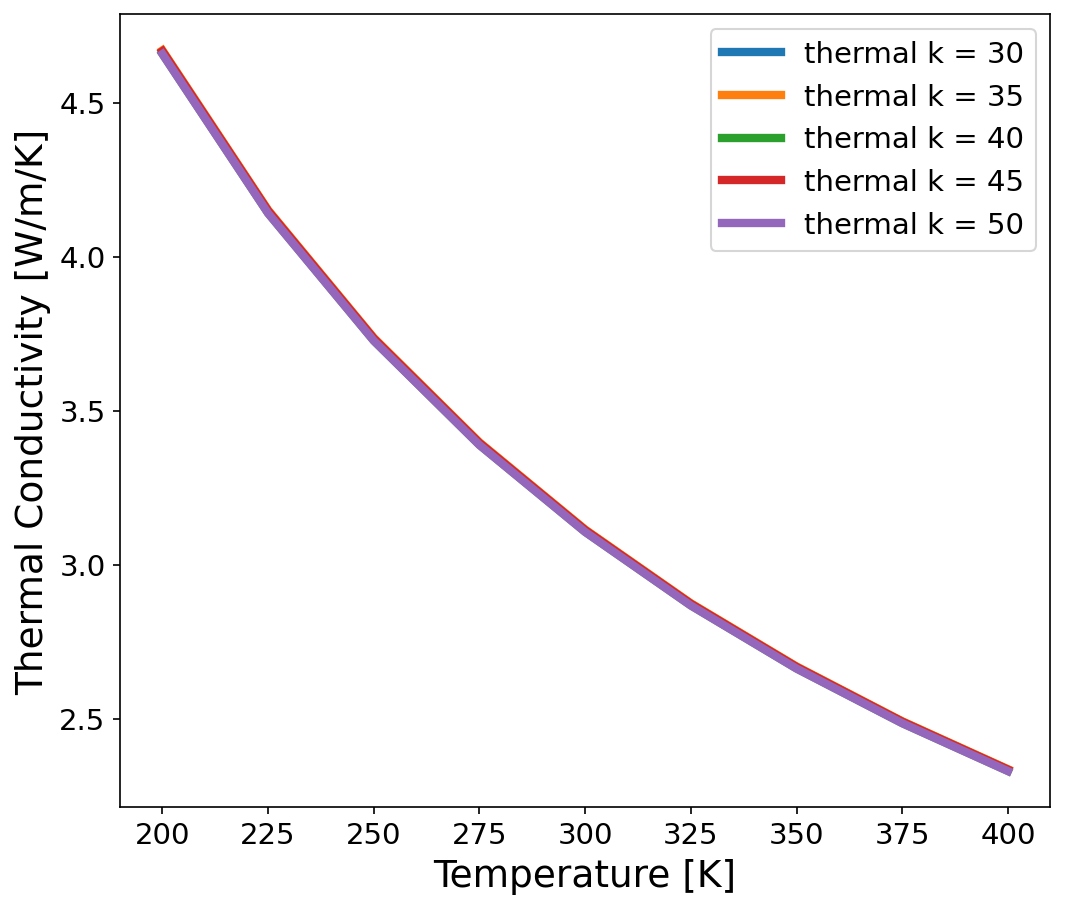 Thermal Conductivity [W/m/K]
4.5
4.0
3.5
3.0
2.5
thermal k = 30
thermal k = 35
thermal k = 40
thermal k = 45
thermal k = 50
200 225 250 275 300 325 350 375 400
Temperature [K]